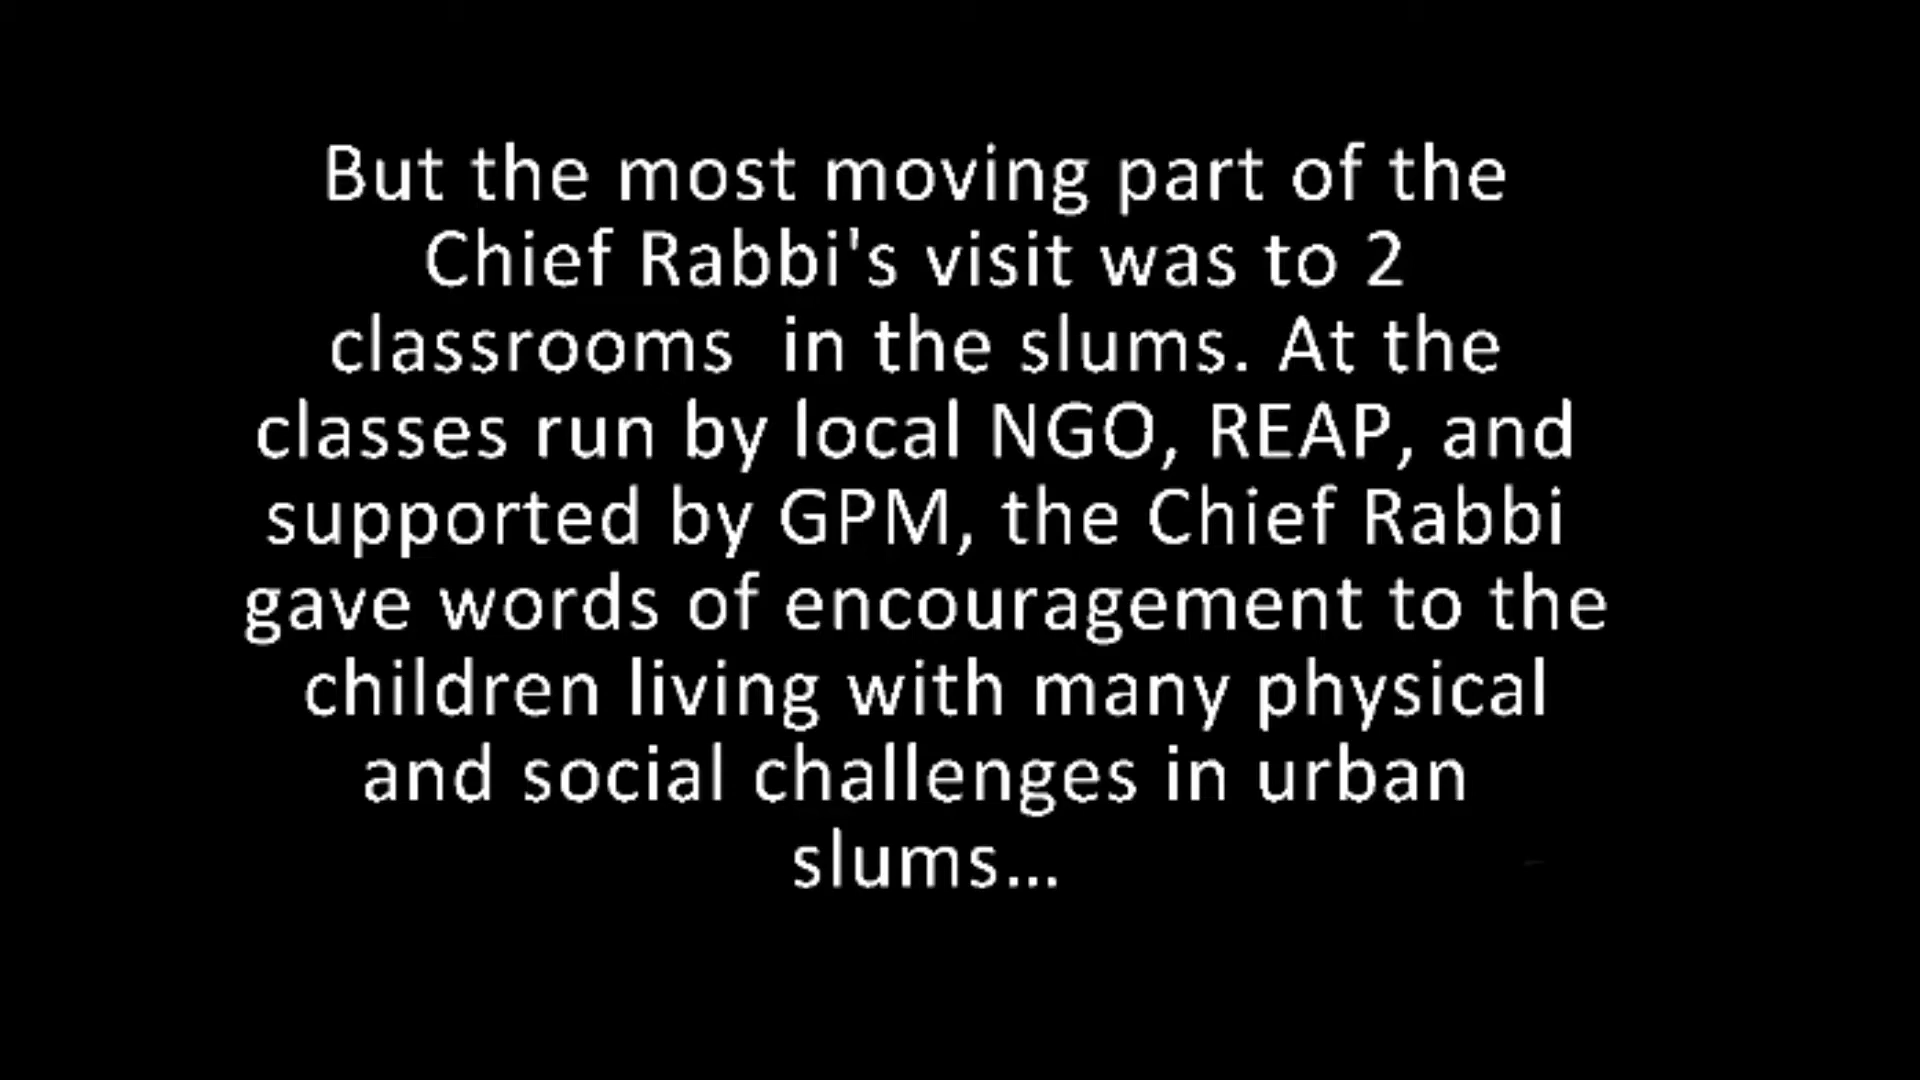 But the most moving part of the
Chief Rabbi's visit was to 2
classrooms  in the slums. At the
classes run by local NGO, REAP, and
supported by GPM, the Chief Rabbi
gave words of encouragement to the
children living with many physical
and social challenges in urban
slums...